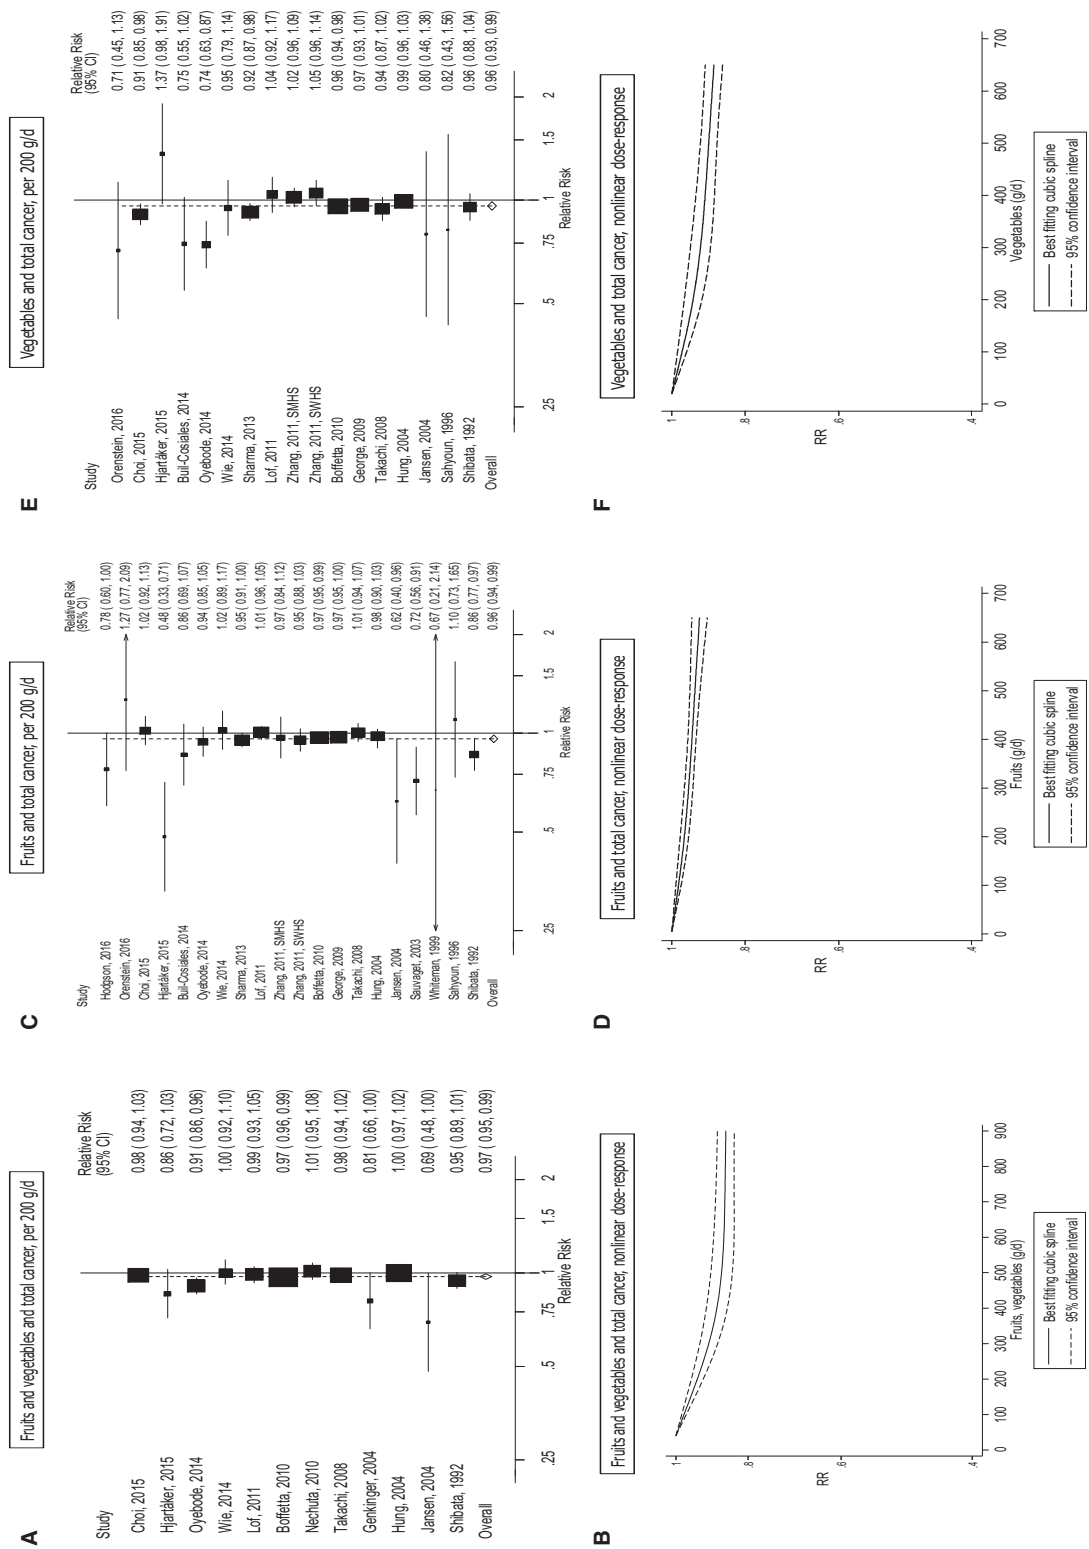 A
Fruits and vegetables and total cancer, per 200 g/d
Study
Relative Risk
(95% CI)
Choi, 2015 0.98 ( 0.94, 1.03)
Hjartåker, 2015 0.86 ( 0.72, 1.03)
Oyebode, 2014 0.91 ( 0.86, 0.96)
Wie, 2014 1.00 ( 0.92, 1.10)
Lof, 2011 0.99 ( 0.93, 1.05)
Boffetta, 2010 0.97 ( 0.96, 0.99)
Nechuta, 2010 1.01 ( 0.95, 1.08)
Takachi, 2008 0.98 ( 0.94, 1.02)
Genkinger, 2004 0.81 ( 0.66, 1.00)
Hung, 2004 1.00 ( 0.97, 1.02)
Jansen, 2004 0.69 ( 0.48, 1.00)
Shibata, 1992 0.95 ( 0.89, 1.01)
Overall 0.97 ( 0.95, 0.99)
.25 .5 .75 1 1.5 2
Relative Risk
C
Fruits and total cancer, per 200 g/d
Study
Relative Risk
(95% CI)
Hodgson, 2016 0.78 ( 0.60, 1.00)
Orenstein, 2016 1.27 ( 0.77, 2.09)
Choi, 2015 1.02 ( 0.92, 1.13)
Hjartåker, 2015 0.48 ( 0.33, 0.71)
Buil-Cosiales, 2014 0.86 ( 0.69, 1.07)
Oyebode, 2014 0.94 ( 0.85, 1.05)
Wie, 2014 1.02 ( 0.89, 1.17)
Sharma, 2013 0.95 ( 0.91, 1.00)
Lof, 2011 1.01 ( 0.96, 1.05)
Zhang, 2011, SMHS 0.97 ( 0.84, 1.12)
Zhang, 2011, SWHS 0.95 ( 0.88, 1.03)
Boffetta, 2010 0.97 ( 0.95, 0.99)
George, 2009 0.97 ( 0.95, 1.00)
Takachi, 2008 1.01 ( 0.94, 1.07)
Hung, 2004 0.98 ( 0.90, 1.03)
Jansen, 2004 0.62 ( 0.40, 0.96)
Sauvaget, 2003 0.72 ( 0.56, 0.91)
Whiteman, 1999 0.67 ( 0.21, 2.14)
Sahyoun, 1996 1.10 ( 0.73, 1.65)
Shibata, 1992 0.86 ( 0.77, 0.97)
Overall 0.96 ( 0.94, 0.99)
.25 .5 .75 1 1.5 2
Relative Risk
E
Vegetables and total cancer, per 200 g/d
Study
Relative Risk
(95% CI)
Orenstein, 2016 0.71 ( 0.45, 1.13)
Choi, 2015 0.91 ( 0.85, 0.98)
Hjartåker, 2015 1.37 ( 0.98, 1.91)
Buil-Cosiales, 2014 0.75 ( 0.55, 1.02)
Oyebode, 2014 0.74 ( 0.63, 0.87)
Wie, 2014 0.95 ( 0.79, 1.14)
Sharma, 2013 0.92 ( 0.87, 0.98)
Lof, 2011 1.04 ( 0.92, 1.17)
Zhang, 2011, SMHS 1.02 ( 0.96, 1.09)
Zhang, 2011, SWHS 1.05 ( 0.96, 1.14)
Boffetta, 2010 0.96 ( 0.94, 0.98)
George, 2009 0.97 ( 0.93, 1.01)
Takachi, 2008 0.94 ( 0.87, 1.02)
Hung, 2004 0.99 ( 0.96, 1.03)
Jansen, 2004 0.80 ( 0.46, 1.38)
Sahyoun, 1996 0.82 ( 0.43, 1.56)
Shibata, 1992 0.96 ( 0.88, 1.04)
Overall 0.96 ( 0.93, 0.99)
.25 .5 .75 1 1.5 2
Relative Risk
B
Fruits and vegetables and total cancer, nonlinear dose-response
1
.8
.6
.4
RR
0 100 200 300 400 500 600 700 800 900
Fruits, vegetables (g/d)
Best fitting cubic spline
95% confidence interval
D
Fruits and total cancer, nonlinear dose-response
1
.8
.6
.4
RR
0 100 200 300 400 500 600 700
Fruits (g/d)
Best fitting cubic spline
95% confidence interval
F
Vegetables and total cancer, nonlinear dose-response
1
.8
.6
.4
RR
0 100 200 300 400 500 600 700
Vegetables (g/d)
Best fitting cubic spline
95% confidence interval